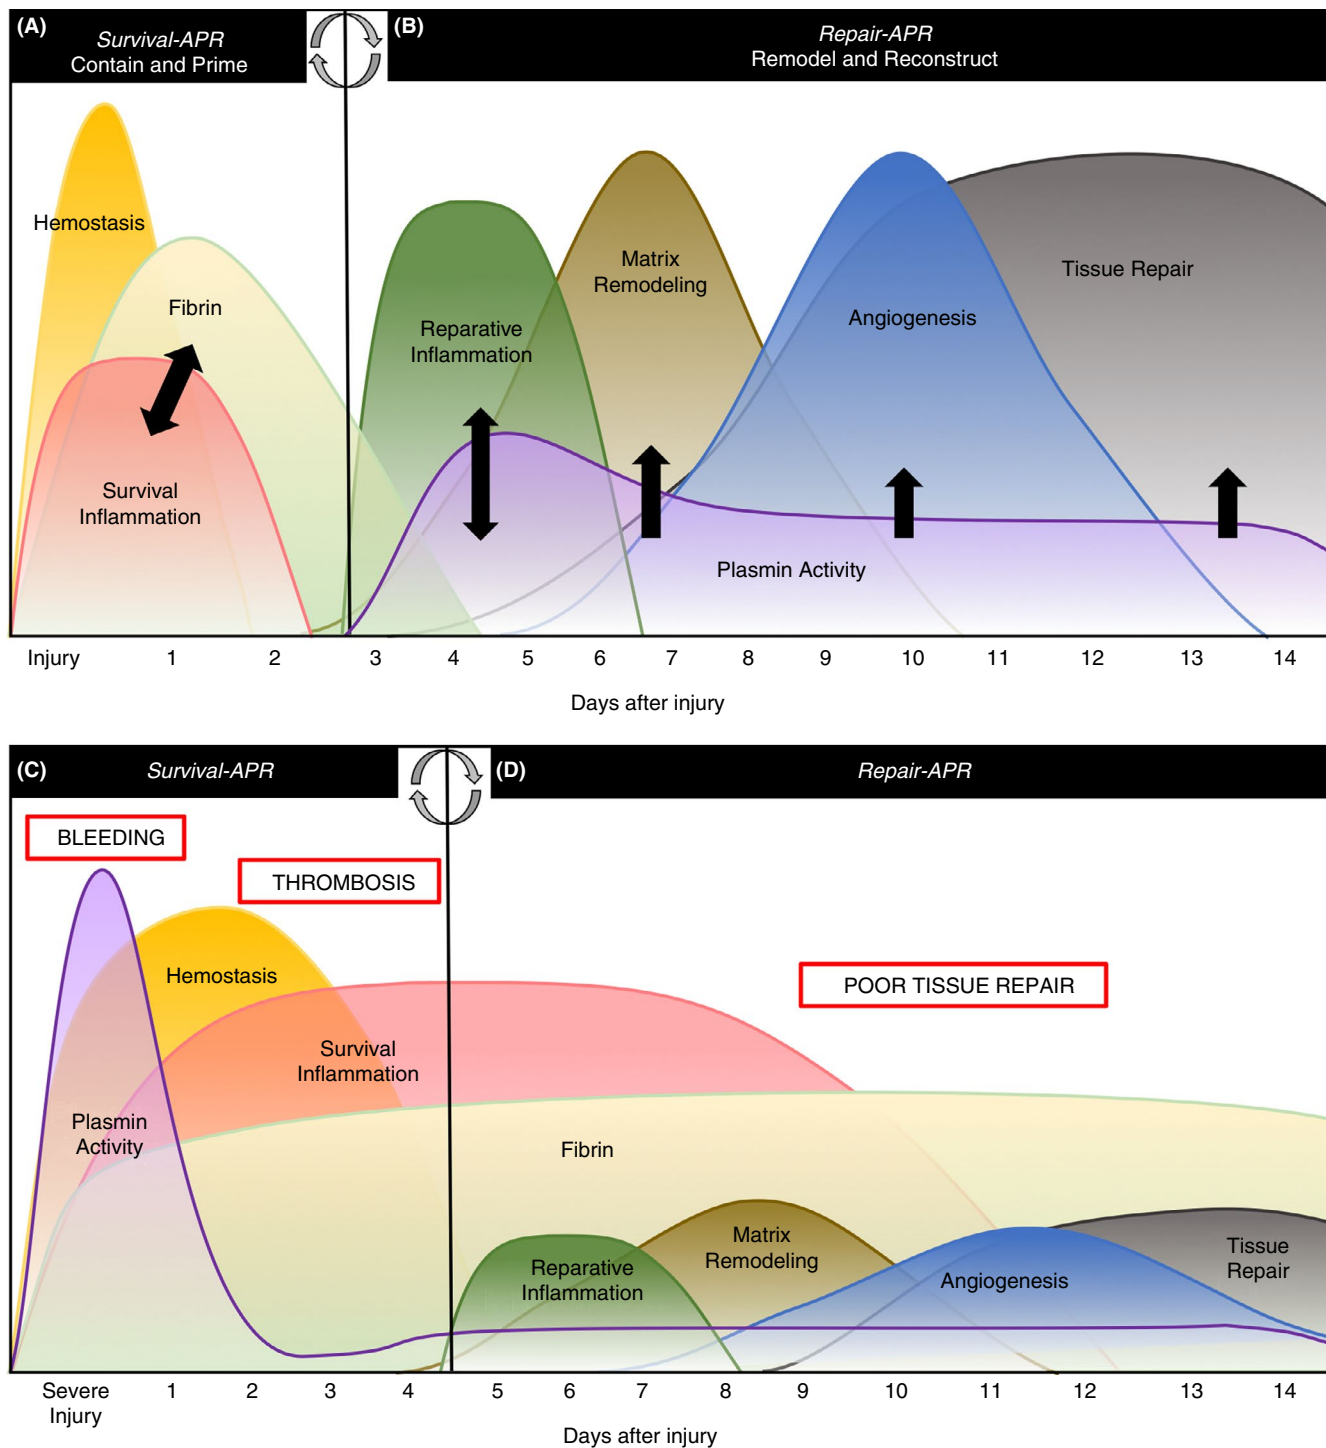 (A)
Survival-APR
Contain and Prime
(B)
Repair-APR
Remodel and Reconstruct
Hemostasis
Fibrin
Survival
Inflammation
Reparative
Inflammation
Matrix
Remodeling
Angiogenesis
Tissue Repair
Plasmin Activity
Injury 1 2 3 4 5 6 7 8 9 10 11 12 13 14
Days after injury
(C)
Survival-APR
(D)
Repair-APR
BLEEDING
THROMBOSIS
POOR TISSUE REPAIR
Hemostasis
Survival
Inflammation
Plasmin
Activity
Fibrin
Reparative
Inflammation
Matrix
Remodeling
Angiogenesis
Tissue
Repair
Severe
Injury
1 2 3 4 5 6 7 8 9 10 11 12 13 14
Days after injury